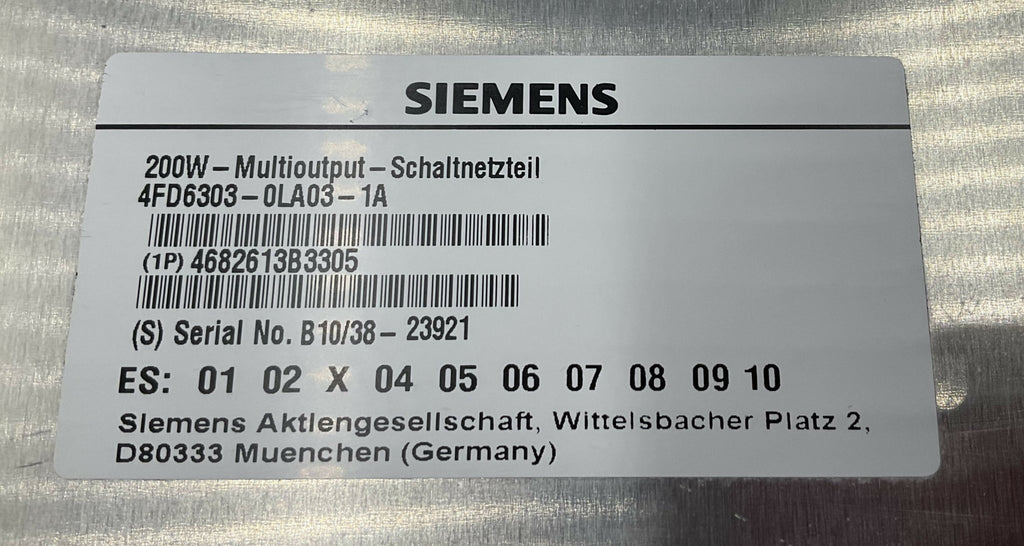 SIEMENS
200W-Multioutput-Schaltnetzteil
4FD6303-0LA03-1A
(1P) 4682613B3305
(S) Serial No. B10/38-23921
ES: 01 02 X 04 05 06 07 08 09 10
Siemens Aktiengesellschaft, Wittelsbacher Platz 2,
D80333 Muenchen (Germany)